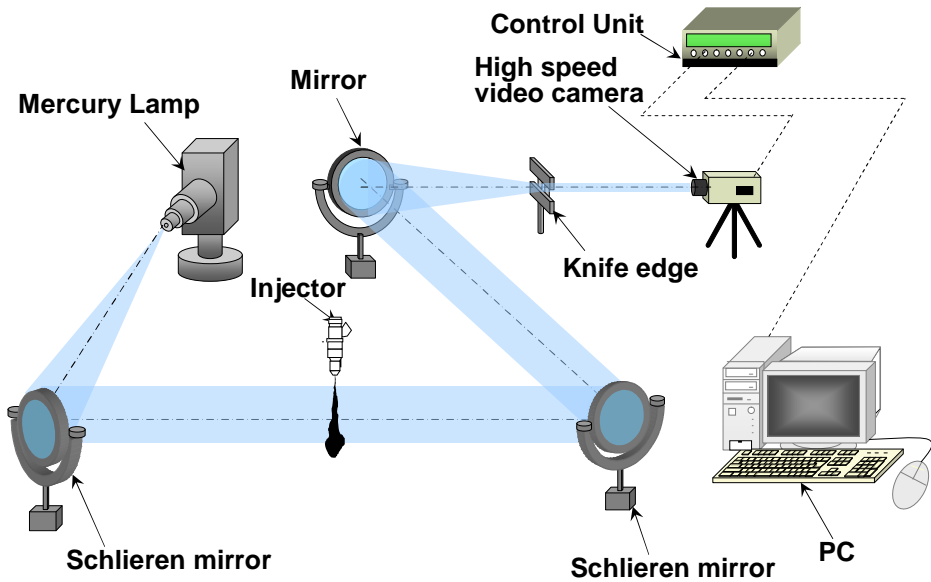 Control Unit
High speed
video camera
Mirror
Mercury Lamp
Knife edge
Injector
PC
Schlieren mirror
Schlieren mirror